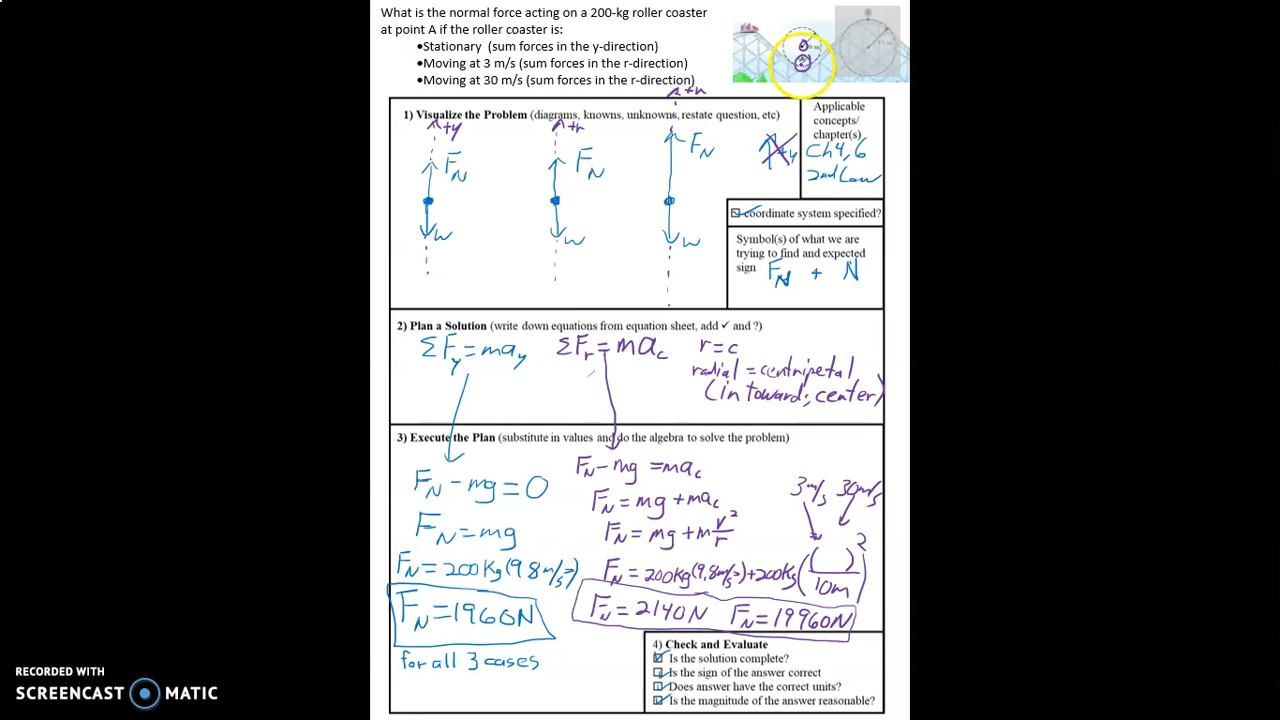 What is the normal force acting on a 200-kg roller coaster
at point A if the roller coaster is:
•Stationary (sum forces in the y-direction)
•Moving at 3 m/s (sum forces in the r-direction)
•Moving at 30 m/s (sum forces in the r-direction)
1) Visualize the Problem (diagrams, knowns, unknowns, restate question, etc)
+y
+r
+r
F_N
F_N
F_N
+y
W
W
W
Applicable
concepts/
chapter(s)
Ch 4, 6
2nd Law
coordinate system specified?
Symbol(s) of what we are
trying to find and expected
sign
F_N + N
2) Plan a Solution (write down equations from equation sheet, add ✓ and ?)
ΣF_y = ma_y
ΣF_r = ma_c
r = c
radial = centripetal
(in toward center)
3) Execute the Plan (substitute in values and do the algebra to solve the problem)
F_N - mg = 0
F_N = mg
F_N = 200 kg (9.8 m/s²)
F_N = 1960N
for all 3 cases
F_N - mg = ma_c
F_N = mg + ma_c
F_N = mg + m v²/r
3 m/s 30 m/s
F_N = 200kg(9.8m/s²) + 200kg (( )²/10m)
F_N = 2140N F_N = 19960N
4) Check and Evaluate
Is the solution complete?
Is the sign of the answer correct
Does answer have the correct units?
Is the magnitude of the answer reasonable?
RECORDED WITH
SCREENCAST MATIC